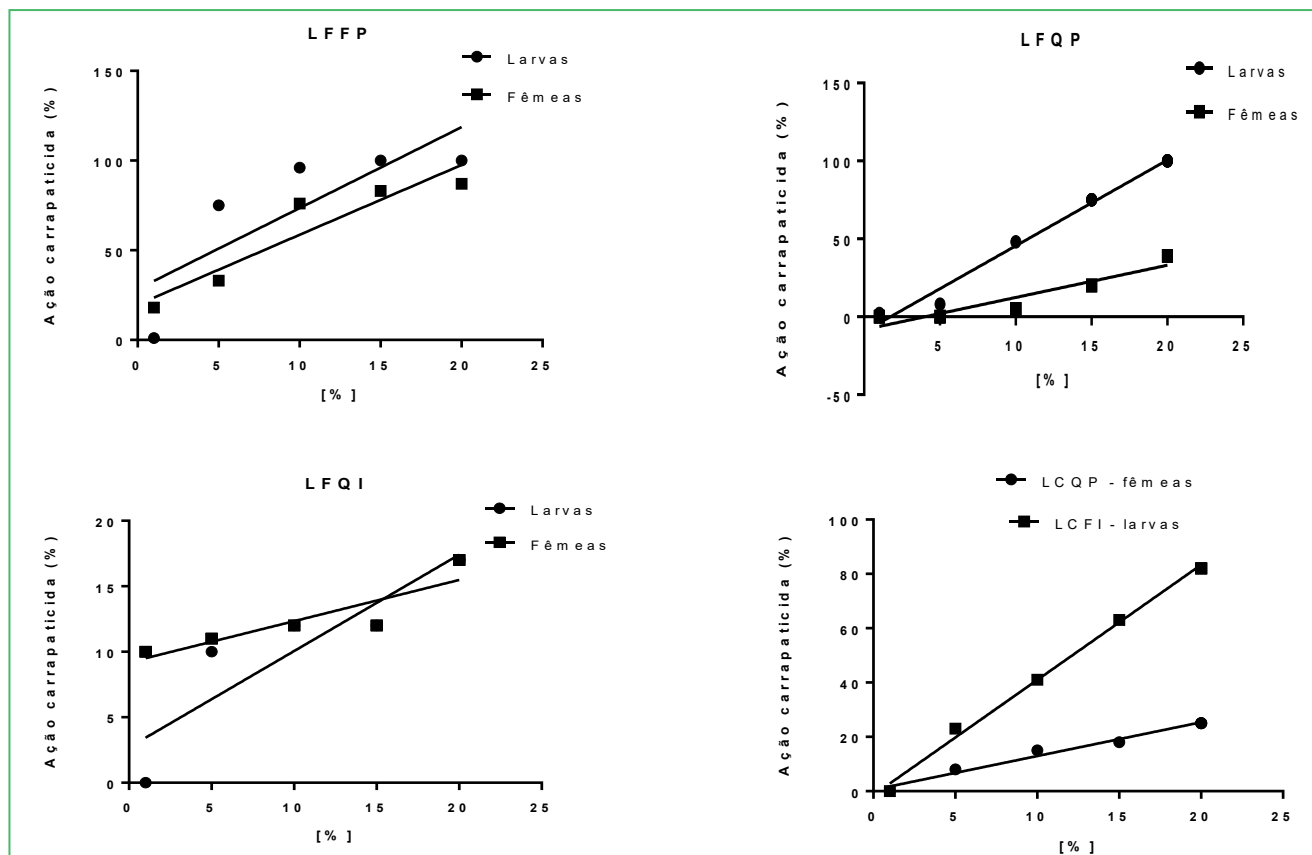 LFFP
Larvas
Fêmeas
Ação carrapaticida (%)
150
100
50
0
0 5 10 15 20 25
[% ]
LFQP
Larvas
Fêmeas
Ação carrapaticida (%)
150
100
50
0
-50
5 10 15 20 25
[% ]
LFQI
Larvas
Fêmeas
Ação carrapaticida (%)
20
15
10
5
0
0 5 10 15 20 25
[% ]
LCQP - fêmeas
LCFI - larvas
Ação carrapaticida (%)
100
80
60
40
20
0
0 5 10 15 20 25
[% ]